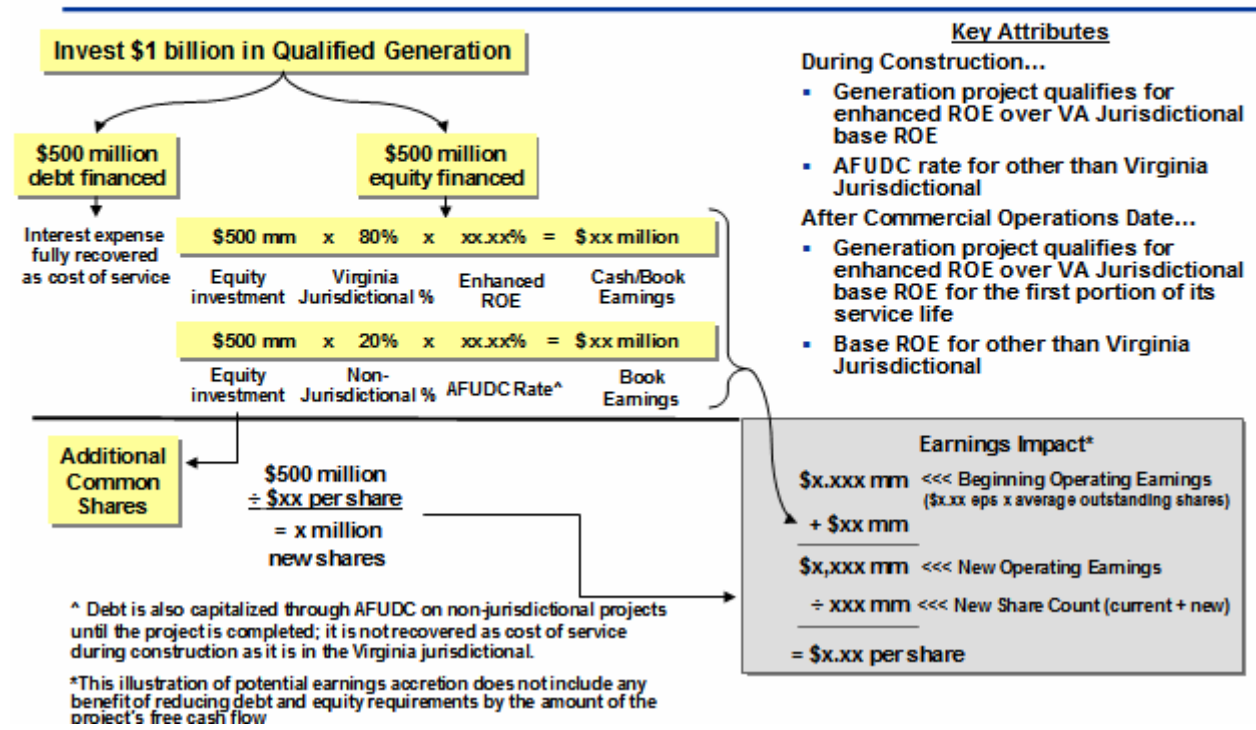 Invest $1 billion in Qualified Generation
$500 million
debt financed
$500 million
equity financed
Interest expense
fully recovered
as cost of service
$500 mm x 80% x xx.xx% = $xx million
Equity
investment
Virginia
Jurisdictional %
Enhanced
ROE
Cash/Book
Earnings
$500 mm x 20% x xx.xx% = $xx million
Equity
investment
Non-
Jurisdictional %
AFUDC Rate^
Book
Earnings
Key Attributes
During Construction…
▪ Generation project qualifies for
enhanced ROE over VA Jurisdictional
base ROE
▪ AFUDC rate for other than Virginia
Jurisdictional
After Commercial Operations Date…
▪ Generation project qualifies for
enhanced ROE over VA Jurisdictional
base ROE for the first portion of its
service life
▪ Base ROE for other than Virginia
Jurisdictional
Additional
Common
Shares
$500 million
÷ $xx per share
= x million
new shares
Earnings Impact*
$x.xxx mm <<< Beginning Operating Earnings
($x.xx eps x average outstanding shares)
+ $xx mm
$x,xxx mm <<< New Operating Earnings
÷ xxx mm <<< New Share Count (current + new)
= $x.xx per share
^ Debt is also capitalized through AFUDC on non-jurisdictional projects
until the project is completed; it is not recovered as cost of service
during construction as it is in the Virginia jurisdictional.
*This illustration of potential earnings accretion does not include any
benefit of reducing debt and equity requirements by the amount of the
project's free cash flow